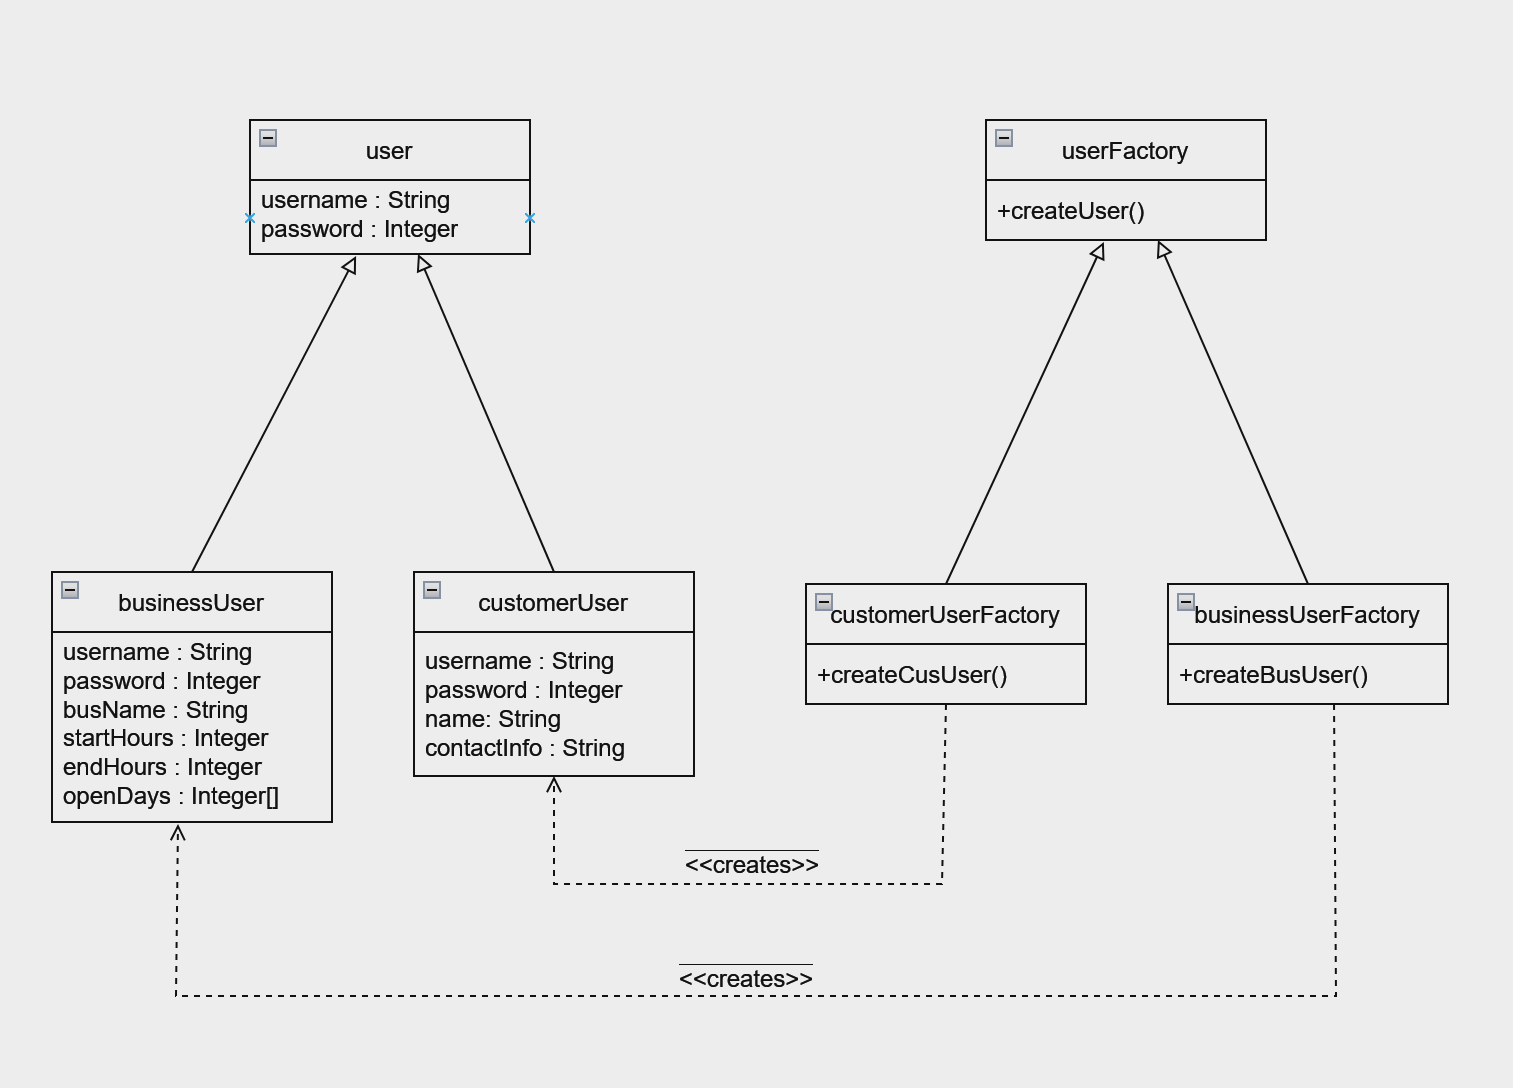 user
username : String
password : Integer
userFactory
+createUser()
businessUser
username : String
password : Integer
busName : String
startHours : Integer
endHours : Integer
openDays : Integer[]
customerUser
username : String
password : Integer
name: String
contactInfo : String
customerUserFactory
+createCusUser()
businessUserFactory
+createBusUser()
<<creates>>
<<creates>>